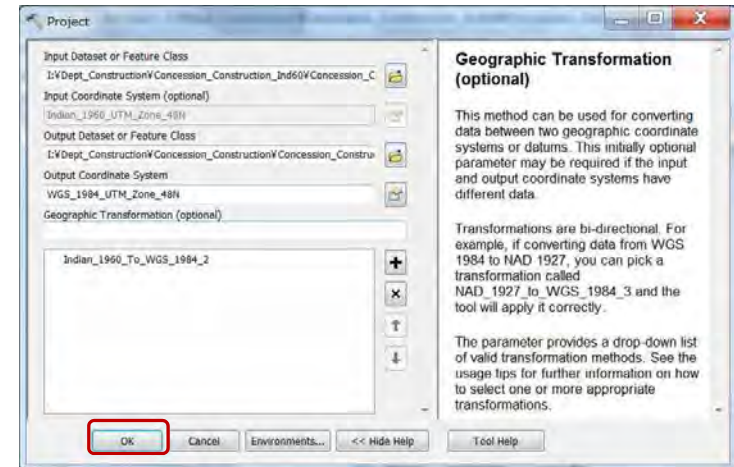 Project
Input Dataset or Feature Class
I:¥Dept_Construction¥Concession_Construction_Ind60¥Concession_C
Input Coordinate System (optional)
Indian_1960_UTM_Zone_48N
Output Dataset or Feature Class
I:¥Dept_Construction¥Concession_Construction¥Concession_Constru
Output Coordinate System
WGS_1984_UTM_Zone_48N
Geographic Transformation (optional)
Indian_1960_To_WGS_1984_2
OK
Cancel
Environments...
<< Hide Help
Geographic Transformation
(optional)
This method can be used for converting
data between two geographic coordinate
systems or datums. This initially optional
parameter may be required if the input
and output coordinate systems have
different data.
Transformations are bi-directional. For
example, if converting data from WGS
1984 to NAD 1927, you can pick a
transformation called
NAD_1927_to_WGS_1984_3 and the
tool will apply it correctly.
The parameter provides a drop-down list
of valid transformation methods. See the
usage tips for further information on how
to select one or more appropriate
transformations.
Tool Help